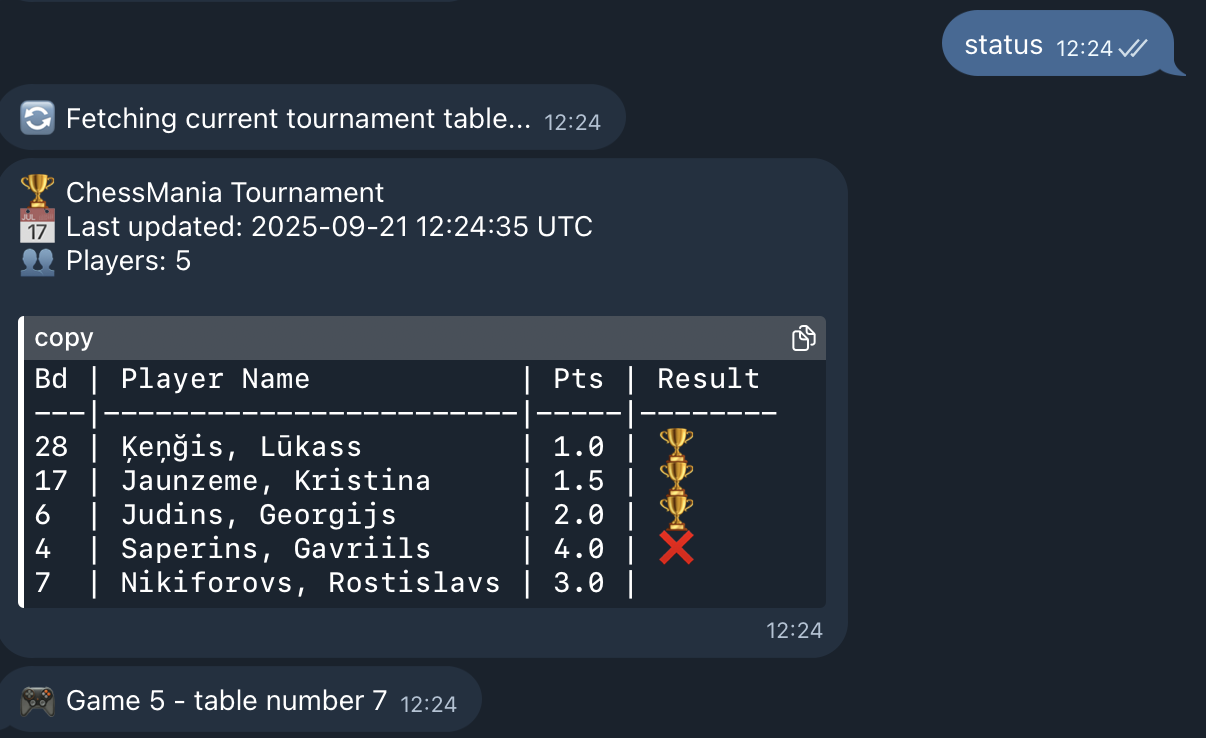 status 12:24
Fetching current tournament table... 12:24
ChessMania Tournament
JUL 17 Last updated: 2025-09-21 12:24:35 UTC
Players: 5
copy
Bd | Player Name | Pts | Result
---|------------------------|-----|--------
28 | Ķeņğis, Lūkass | 1.0 | 🏆
17 | Jaunzeme, Kristina | 1.5 | 🏆
6 | Judins, Georgijs | 2.0 | 🏆
4 | Saperins, Gavriils | 4.0 | ❌
7 | Nikiforovs, Rostislavs | 3.0 |
12:24
Game 5 - table number 7 12:24